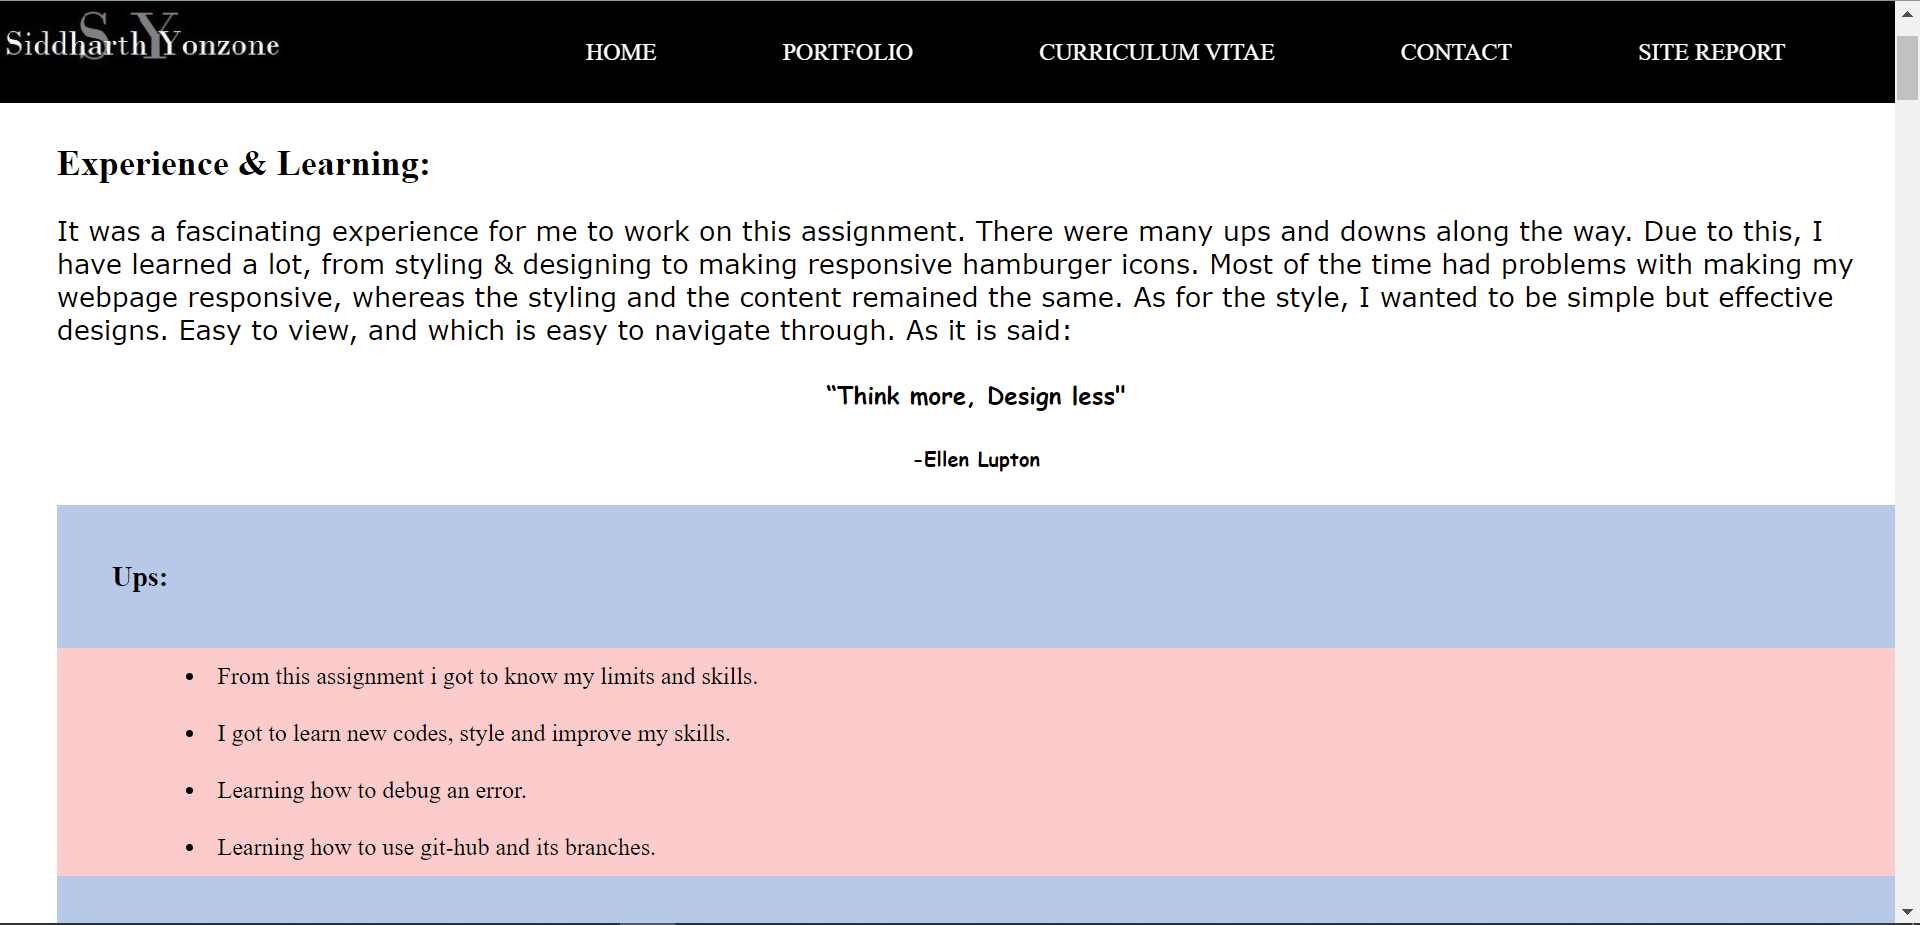 SY
Siddharth Yonzone
HOME PORTFOLIO CURRICULUM VITAE CONTACT SITE REPORT
Experience & Learning:
It was a fascinating experience for me to work on this assignment. There were many ups and downs along the way. Due to this, I
have learned a lot, from styling & designing to making responsive hamburger icons. Most of the time had problems with making my
webpage responsive, whereas the styling and the content remained the same. As for the style, I wanted to be simple but effective
designs. Easy to view, and which is easy to navigate through. As it is said:
“Think more, Design less"
-Ellen Lupton
Ups:
• From this assignment i got to know my limits and skills.
• I got to learn new codes, style and improve my skills.
• Learning how to debug an error.
• Learning how to use git-hub and its branches.